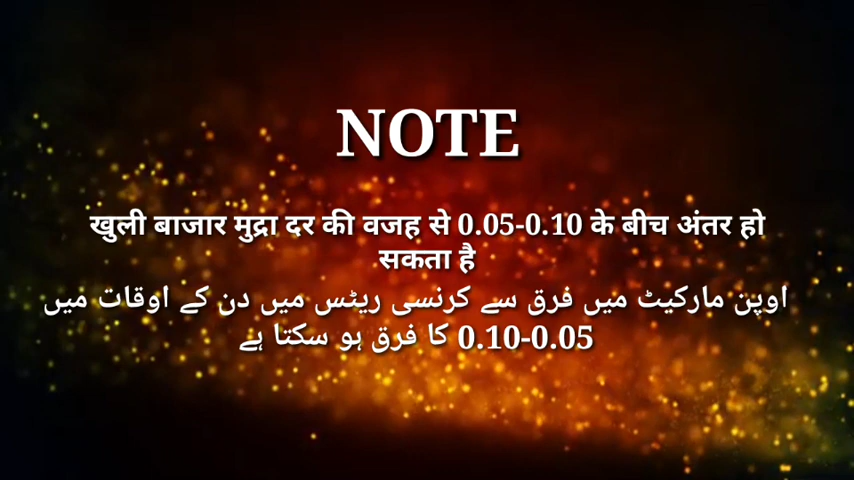 NOTE
खुली बाजार मुद्रा दर की वजह से 0.05-0.10 के बीच अंतर हो
सकता है
اوپن مارکیٹ میں فرق سے کرنسی ریٹس میں دن کے اوقات میں
0.10-0.05 کا فرق ہو سکتا ہے